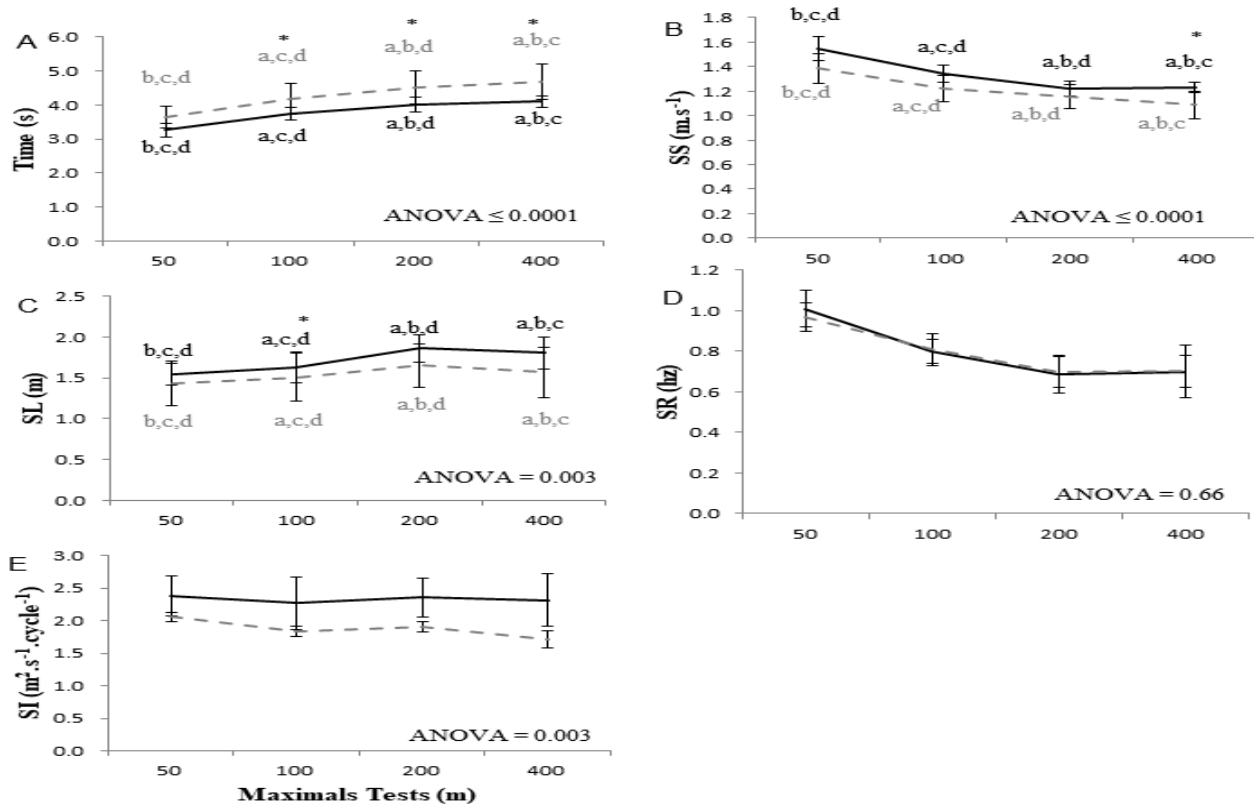 A
Time (s)
6.0
5.0
4.0
3.0
2.0
1.0
0.0
* * *
b,c,d a,c,d a,b,d a,b,c
b,c,d a,c,d a,b,d a,b,c
ANOVA ≤ 0.0001
50 100 200 400
B
SS (m.s⁻¹)
1.8
1.6
1.4
1.2
1.0
0.8
0.6
0.4
0.2
0.0
*
b,c,d a,c,d a,b,d a,b,c
b,c,d a,c,d a,b,d a,b,c
ANOVA ≤ 0.0001
50 100 200 400
C
SL (m)
2.5
2.0
1.5
1.0
0.5
0.0
*
b,c,d a,c,d a,b,d a,b,c
b,c,d a,c,d a,b,d a,b,c
ANOVA = 0.003
50 100 200 400
D
SR (hz)
1.2
1.0
0.8
0.6
0.4
0.2
0.0
ANOVA = 0.66
50 100 200 400
E
SI (m².s⁻¹.cycle⁻¹)
3.0
2.5
2.0
1.5
1.0
0.5
0.0
ANOVA = 0.003
50 100 200 400
Maximals Tests (m)